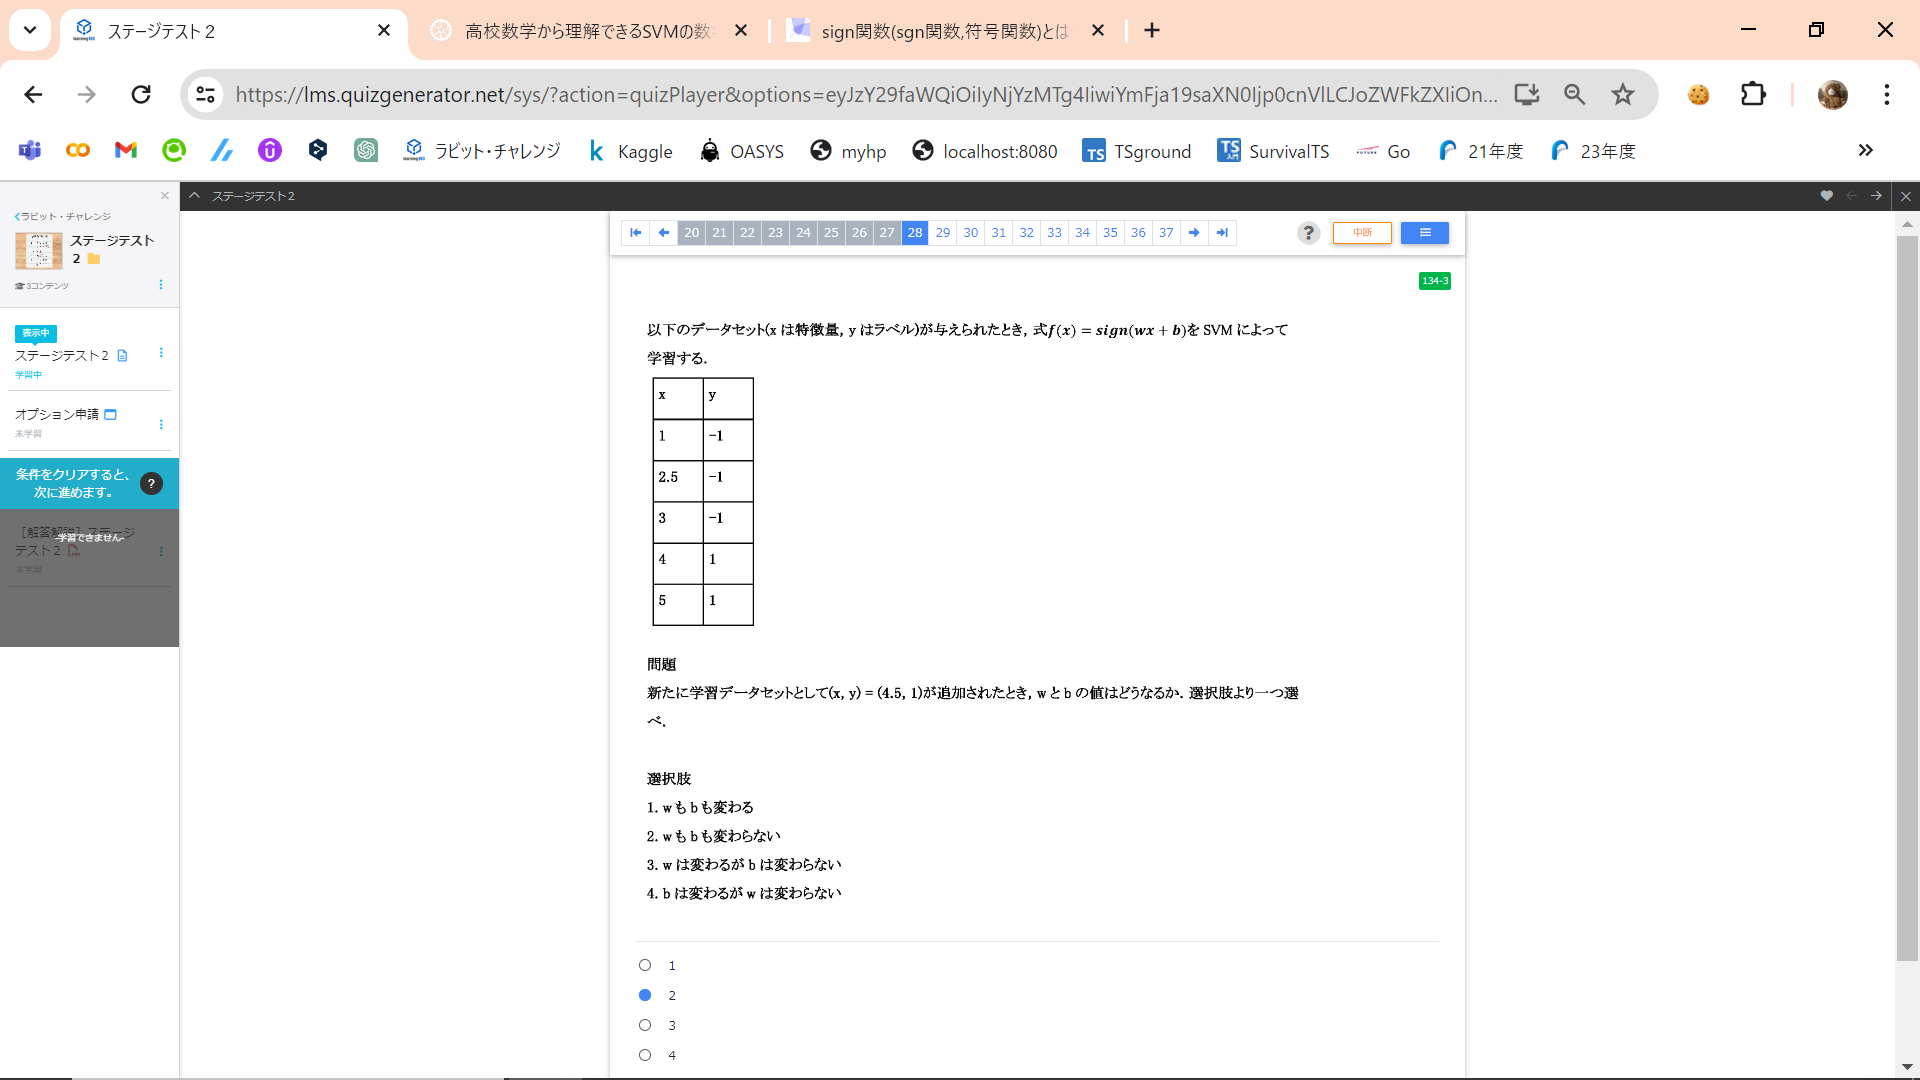 ステージテスト２
高校数学から理解できるSVMの数
sign関数(sgn関数,符号関数)とは
https://lms.quizgenerator.net/sys/?action=quizPlayer&options=eyJzY29faWQiOiIyNjYzMTg4IiwiYmFja19saXN0Ijp0cnVlLCJoZWFkZXIiOn...
ラビット・チャレンジ
Kaggle
OASYS
myhp
localhost:8080
TSground
SurvivalTS
Go
21年度
23年度
ステージテスト２
ラビット・チャレンジ
ステージテスト
２
3コンテンツ
表示中
ステージテスト２
学習中
オプション申請
未学習
条件をクリアすると、
次に進めます。
?
［解答解説］ステージ
テスト２
-学習できません-
未学習
20 21 22 23 24 25 26 27 28 29 30 31 32 33 34 35 36 37
?
中断
134-3
以下のデータセット(x は特徴量, y はラベル)が与えられたとき, 式f(x) = sign(wx + b)を SVM によって
学習する.
x y
1 -1
2.5 -1
3 -1
4 1
5 1
問題
新たに学習データセットとして(x, y) = (4.5, 1)が追加されたとき, w と b の値はどうなるか. 選択肢より一つ選
べ.
選択肢
1. w も b も変わる
2. w も b も変わらない
3. w は変わるが b は変わらない
4. b は変わるが w は変わらない
1
2
3
4